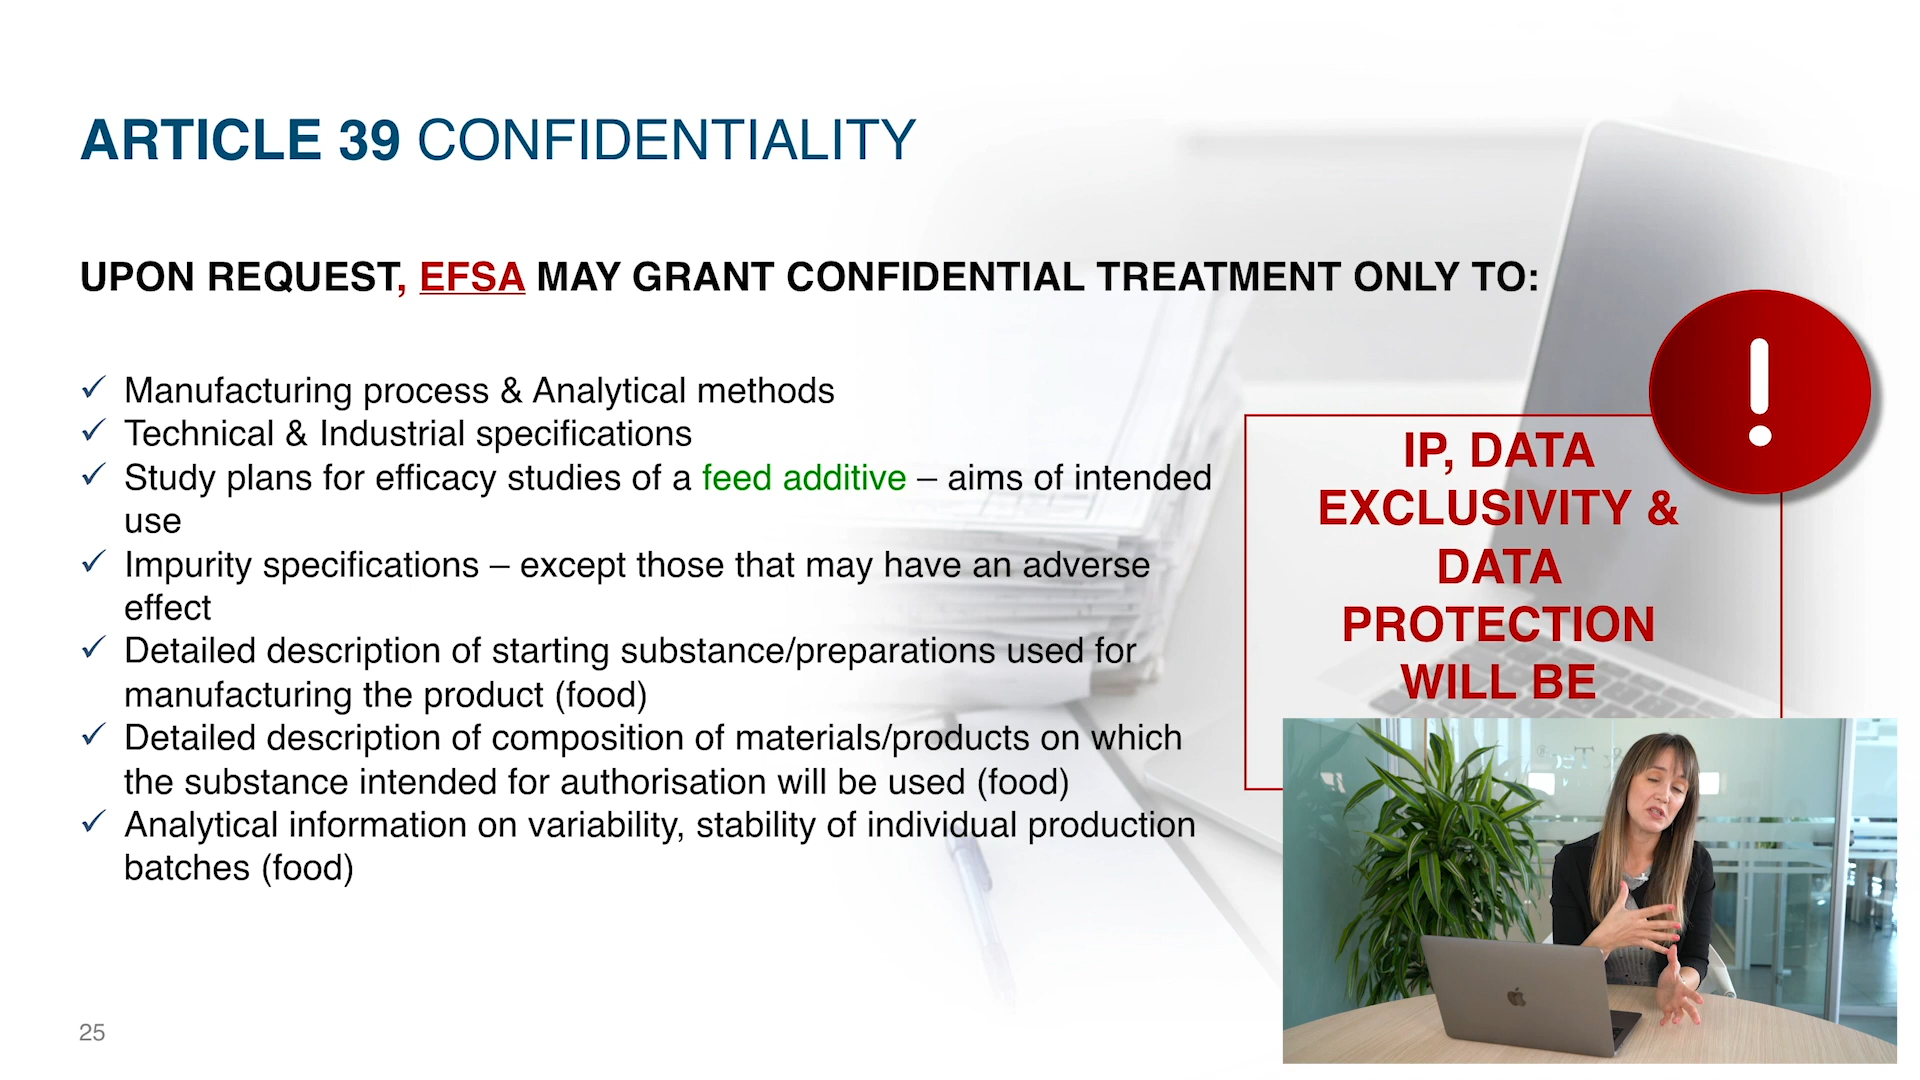 ARTICLE 39 CONFIDENTIALITY
UPON REQUEST, EFSA MAY GRANT CONFIDENTIAL TREATMENT ONLY TO:
✓ Manufacturing process & Analytical methods
✓ Technical & Industrial specifications
✓ Study plans for efficacy studies of a feed additive – aims of intended
use
✓ Impurity specifications – except those that may have an adverse
effect
✓ Detailed description of starting substance/preparations used for
manufacturing the product (food)
✓ Detailed description of composition of materials/products on which
the substance intended for authorisation will be used (food)
✓ Analytical information on variability, stability of individual production
batches (food)
!
IP, DATA
EXCLUSIVITY &
DATA
PROTECTION
WILL BE
25